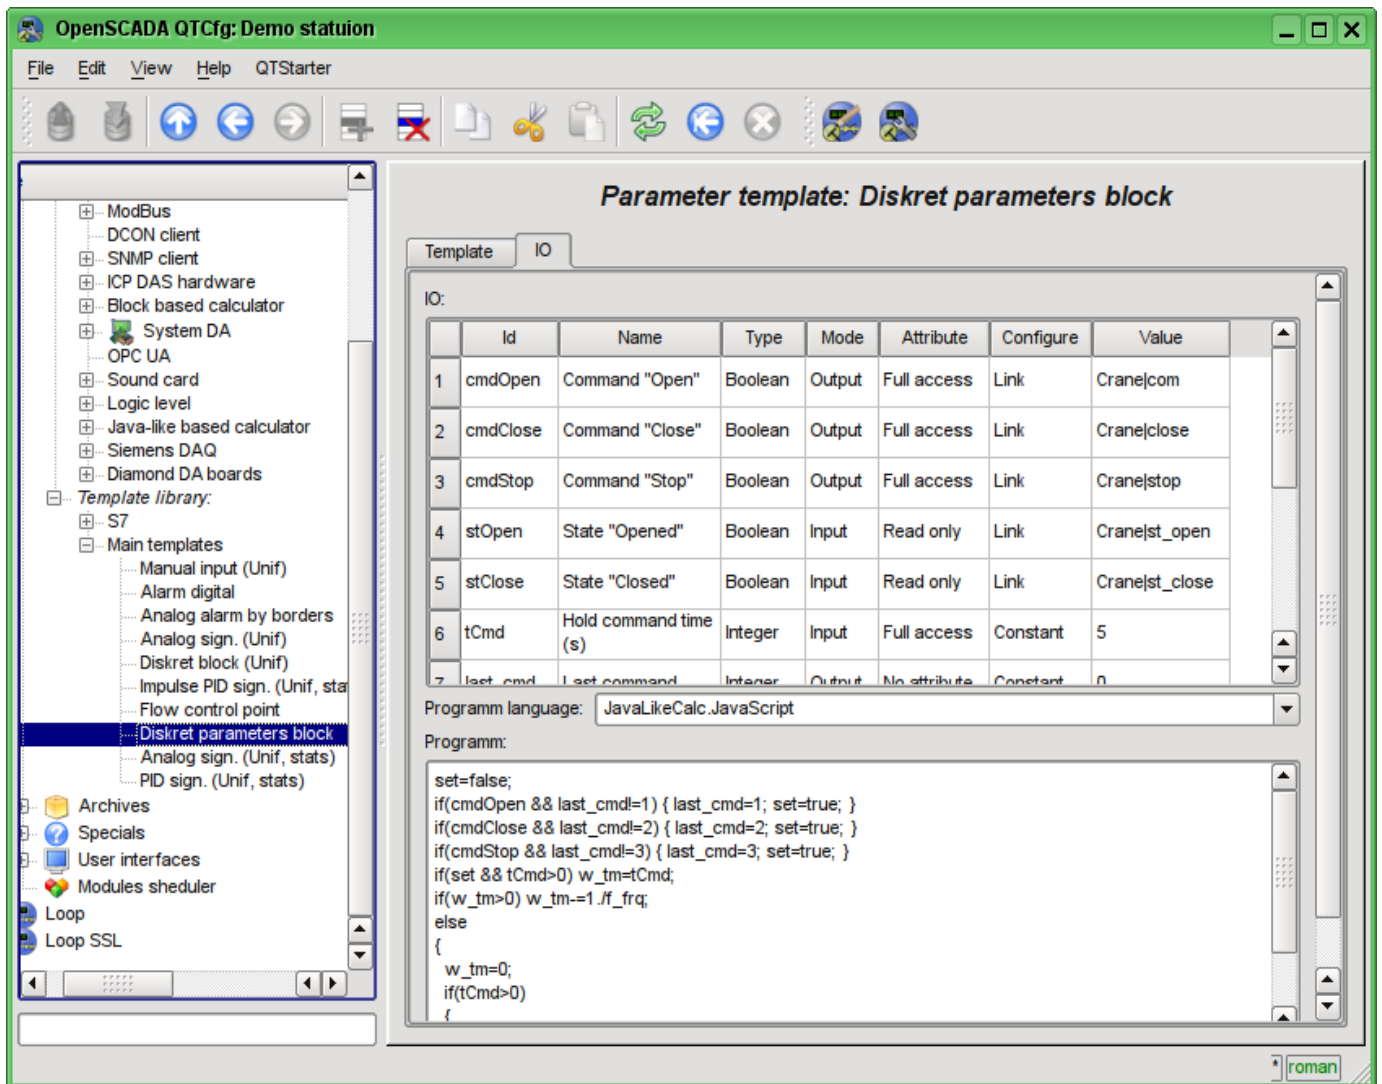 OpenSCADA QTCfg: Demo statuion
File Edit View Help QTStarter
ModBus
DCON client
SNMP client
ICP DAS hardware
Block based calculator
System DA
OPC UA
Sound card
Logic level
Java-like based calculator
Siemens DAQ
Diamond DA boards
Template library:
S7
Main templates
Manual input (Unif)
Alarm digital
Analog alarm by borders
Analog sign. (Unif)
Diskret block (Unif)
Impulse PID sign. (Unif, sta
Flow control point
Diskret parameters block
Analog sign. (Unif, stats)
PID sign. (Unif, stats)
Archives
Specials
User interfaces
Modules sheduler
Loop
Loop SSL
Parameter template: Diskret parameters block
Template IO
IO:
Id Name Type Mode Attribute Configure Value
1 cmdOpen Command "Open" Boolean Output Full access Link Crane|com
2 cmdClose Command "Close" Boolean Output Full access Link Crane|close
3 cmdStop Command "Stop" Boolean Output Full access Link Crane|stop
4 stOpen State "Opened" Boolean Input Read only Link Crane|st_open
5 stClose State "Closed" Boolean Input Read only Link Crane|st_close
6 tCmd Hold command time (s) Integer Input Full access Constant 5
7 last_cmd Last command Integer Output No attribute Constant 0
Programm language: JavaLikeCalc.JavaScript
Programm:
set=false;
if(cmdOpen && last_cmd!=1) { last_cmd=1; set=true; }
if(cmdClose && last_cmd!=2) { last_cmd=2; set=true; }
if(cmdStop && last_cmd!=3) { last_cmd=3; set=true; }
if(set && tCmd>0) w_tm=tCmd;
if(w_tm>0) w_tm-=1./f_frq;
else
{
w_tm=0;
if(tCmd>0)
{
* roman